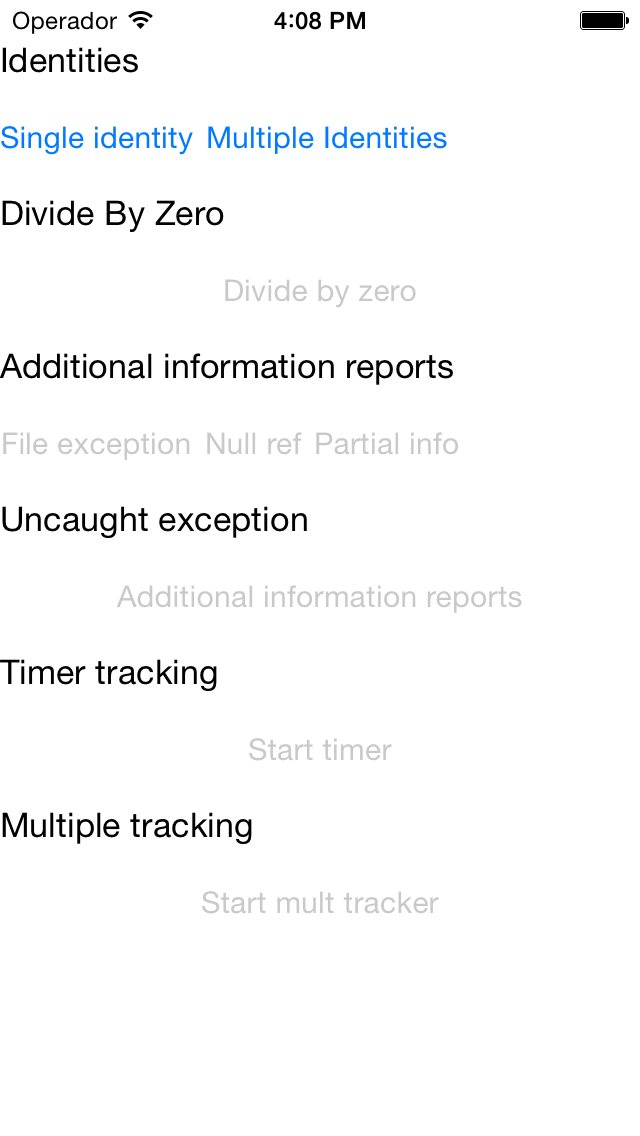 Operador 4:08 PM
Identities
Single identity Multiple Identities
Divide By Zero
Divide by zero
Additional information reports
File exception Null ref Partial info
Uncaught exception
Additional information reports
Timer tracking
Start timer
Multiple tracking
Start mult tracker